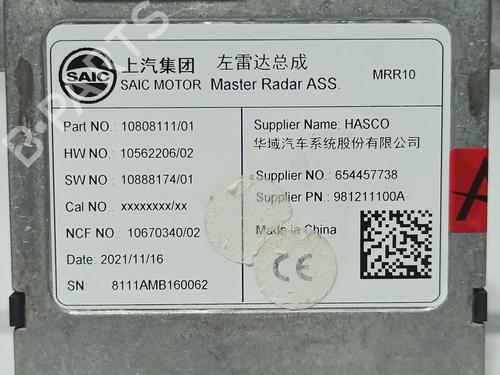 SAIC
上汽集团
SAIC MOTOR
左雷达总成
Master Radar ASS.
MRR10
Part NO.: 10808111/01
HW NO.: 10562206/02
SW NO.: 10888174/01
Cal NO.: xxxxxxxx/xx
NCF NO.: 10670340/02
Date: 2021/11/16
SN: 8111AMB160062
Supplier Name: HASCO
华域汽车系统股份有限公司
Supplier NO.: 654457738
Supplier PN.: 981211100A
Made in China
CE
B-PARTS